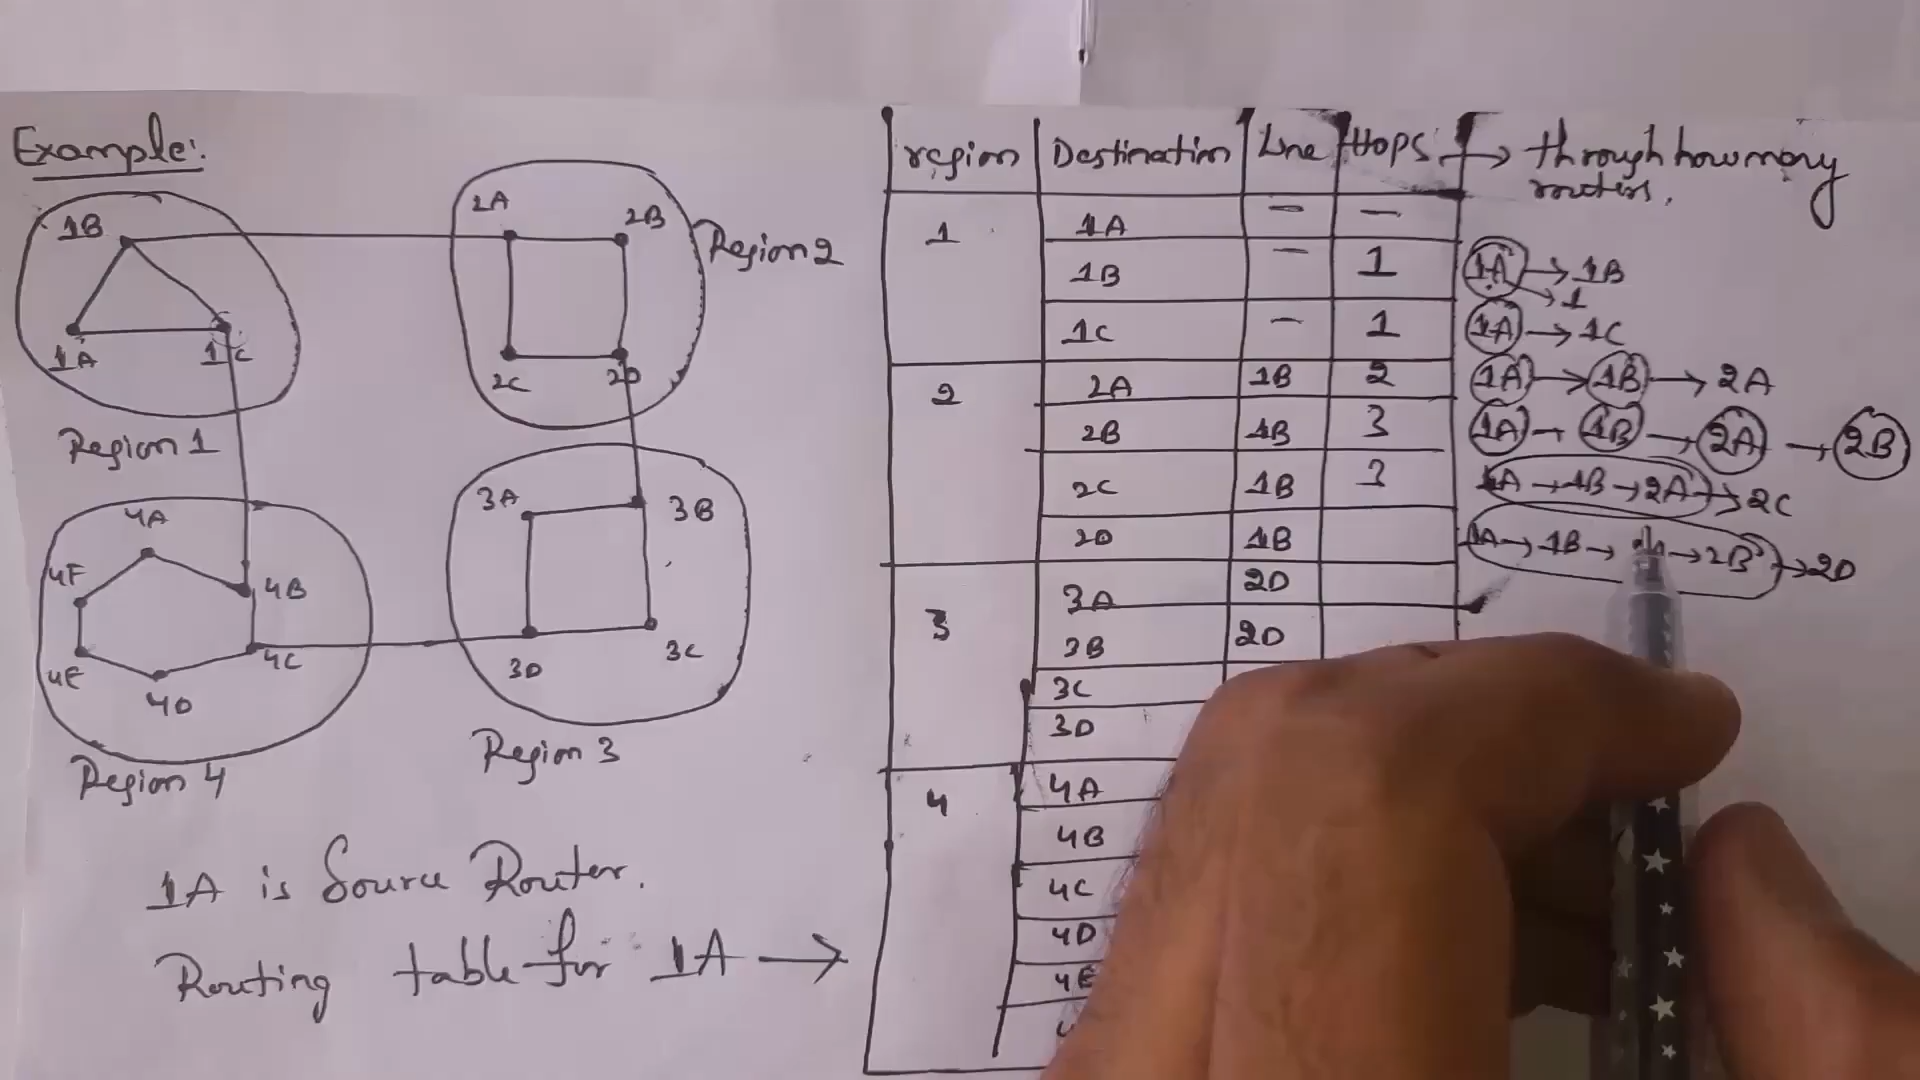 Example:
1B
1A
1C
Region 1
2A
2B
2C
2D
Region 2
4A
4F
4B
4E
4C
4D
Region 4
3A
3B
3D
3C
Region 3
1A is Source Router.
Routing table for 1A →
region Destination Line Hops → through how many
routers.
1 1A — —
1B — 1 1A → 1B
→ 1
1C — 1 1A → 1C
2 2A 1B 2 1A → 1B → 2A
2B 1B 3 1A → 1B → 2A → 2B
2C 1B 3 1A → 1B → 2A → 2C
2D 1B 1A → 1B → → 2B → 2D
3 3A 2D
3B 2D
3C
3D
4 4A
4B
4C
4D
4E